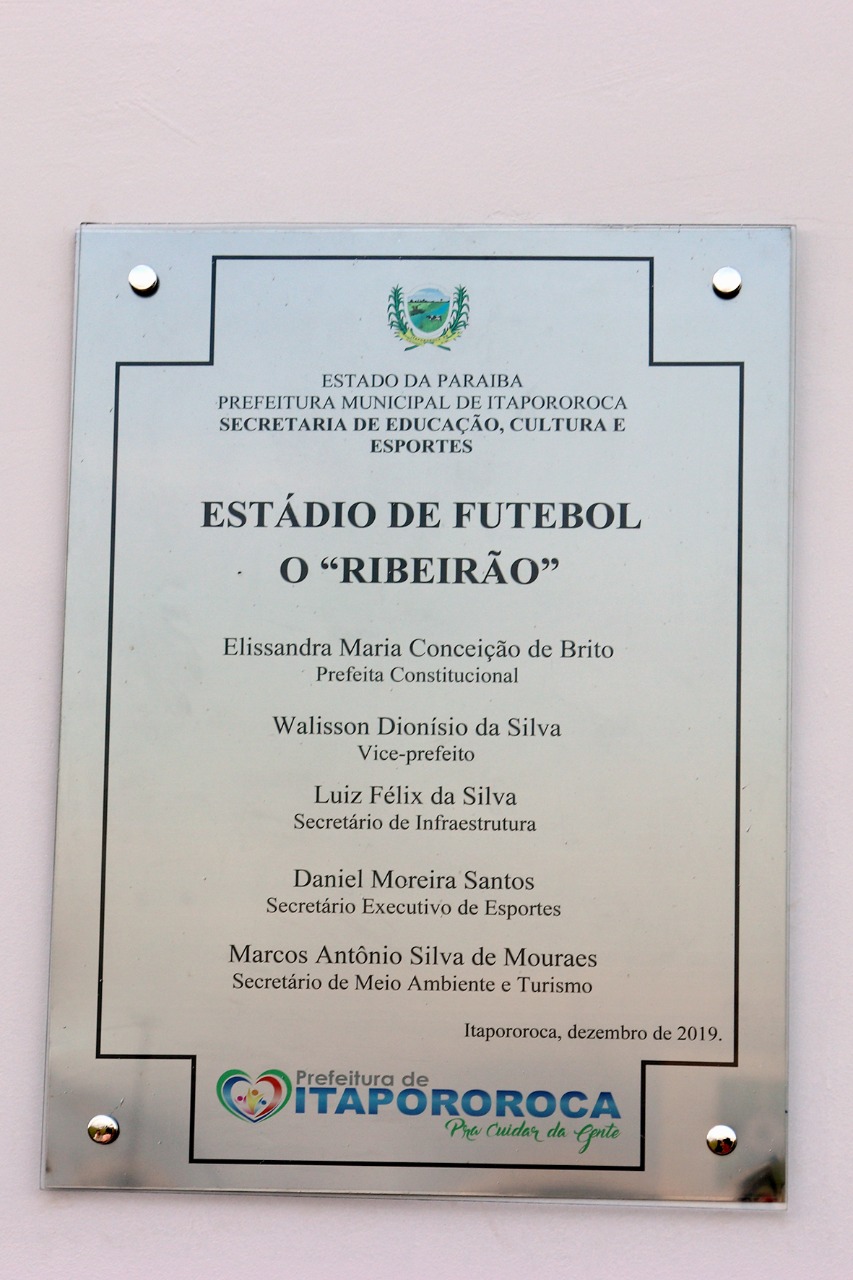 ESTADO DA PARAIBA
PREFEITURA MUNICIPAL DE ITAPOROROCA
SECRETARIA DE EDUCAÇÃO, CULTURA E
ESPORTES
ESTÁDIO DE FUTEBOL
O “RIBEIRÃO”
Elissandra Maria Conceição de Brito
Prefeita Constitucional
Walisson Dionísio da Silva
Vice-prefeito
Luiz Félix da Silva
Secretário de Infraestrutura
Daniel Moreira Santos
Secretário Executivo de Esportes
Marcos Antônio Silva de Mouraes
Secretário de Meio Ambiente e Turismo
Itapororoca, dezembro de 2019.
Prefeitura de
ITAPOROROCA
Pra Cuidar da Gente